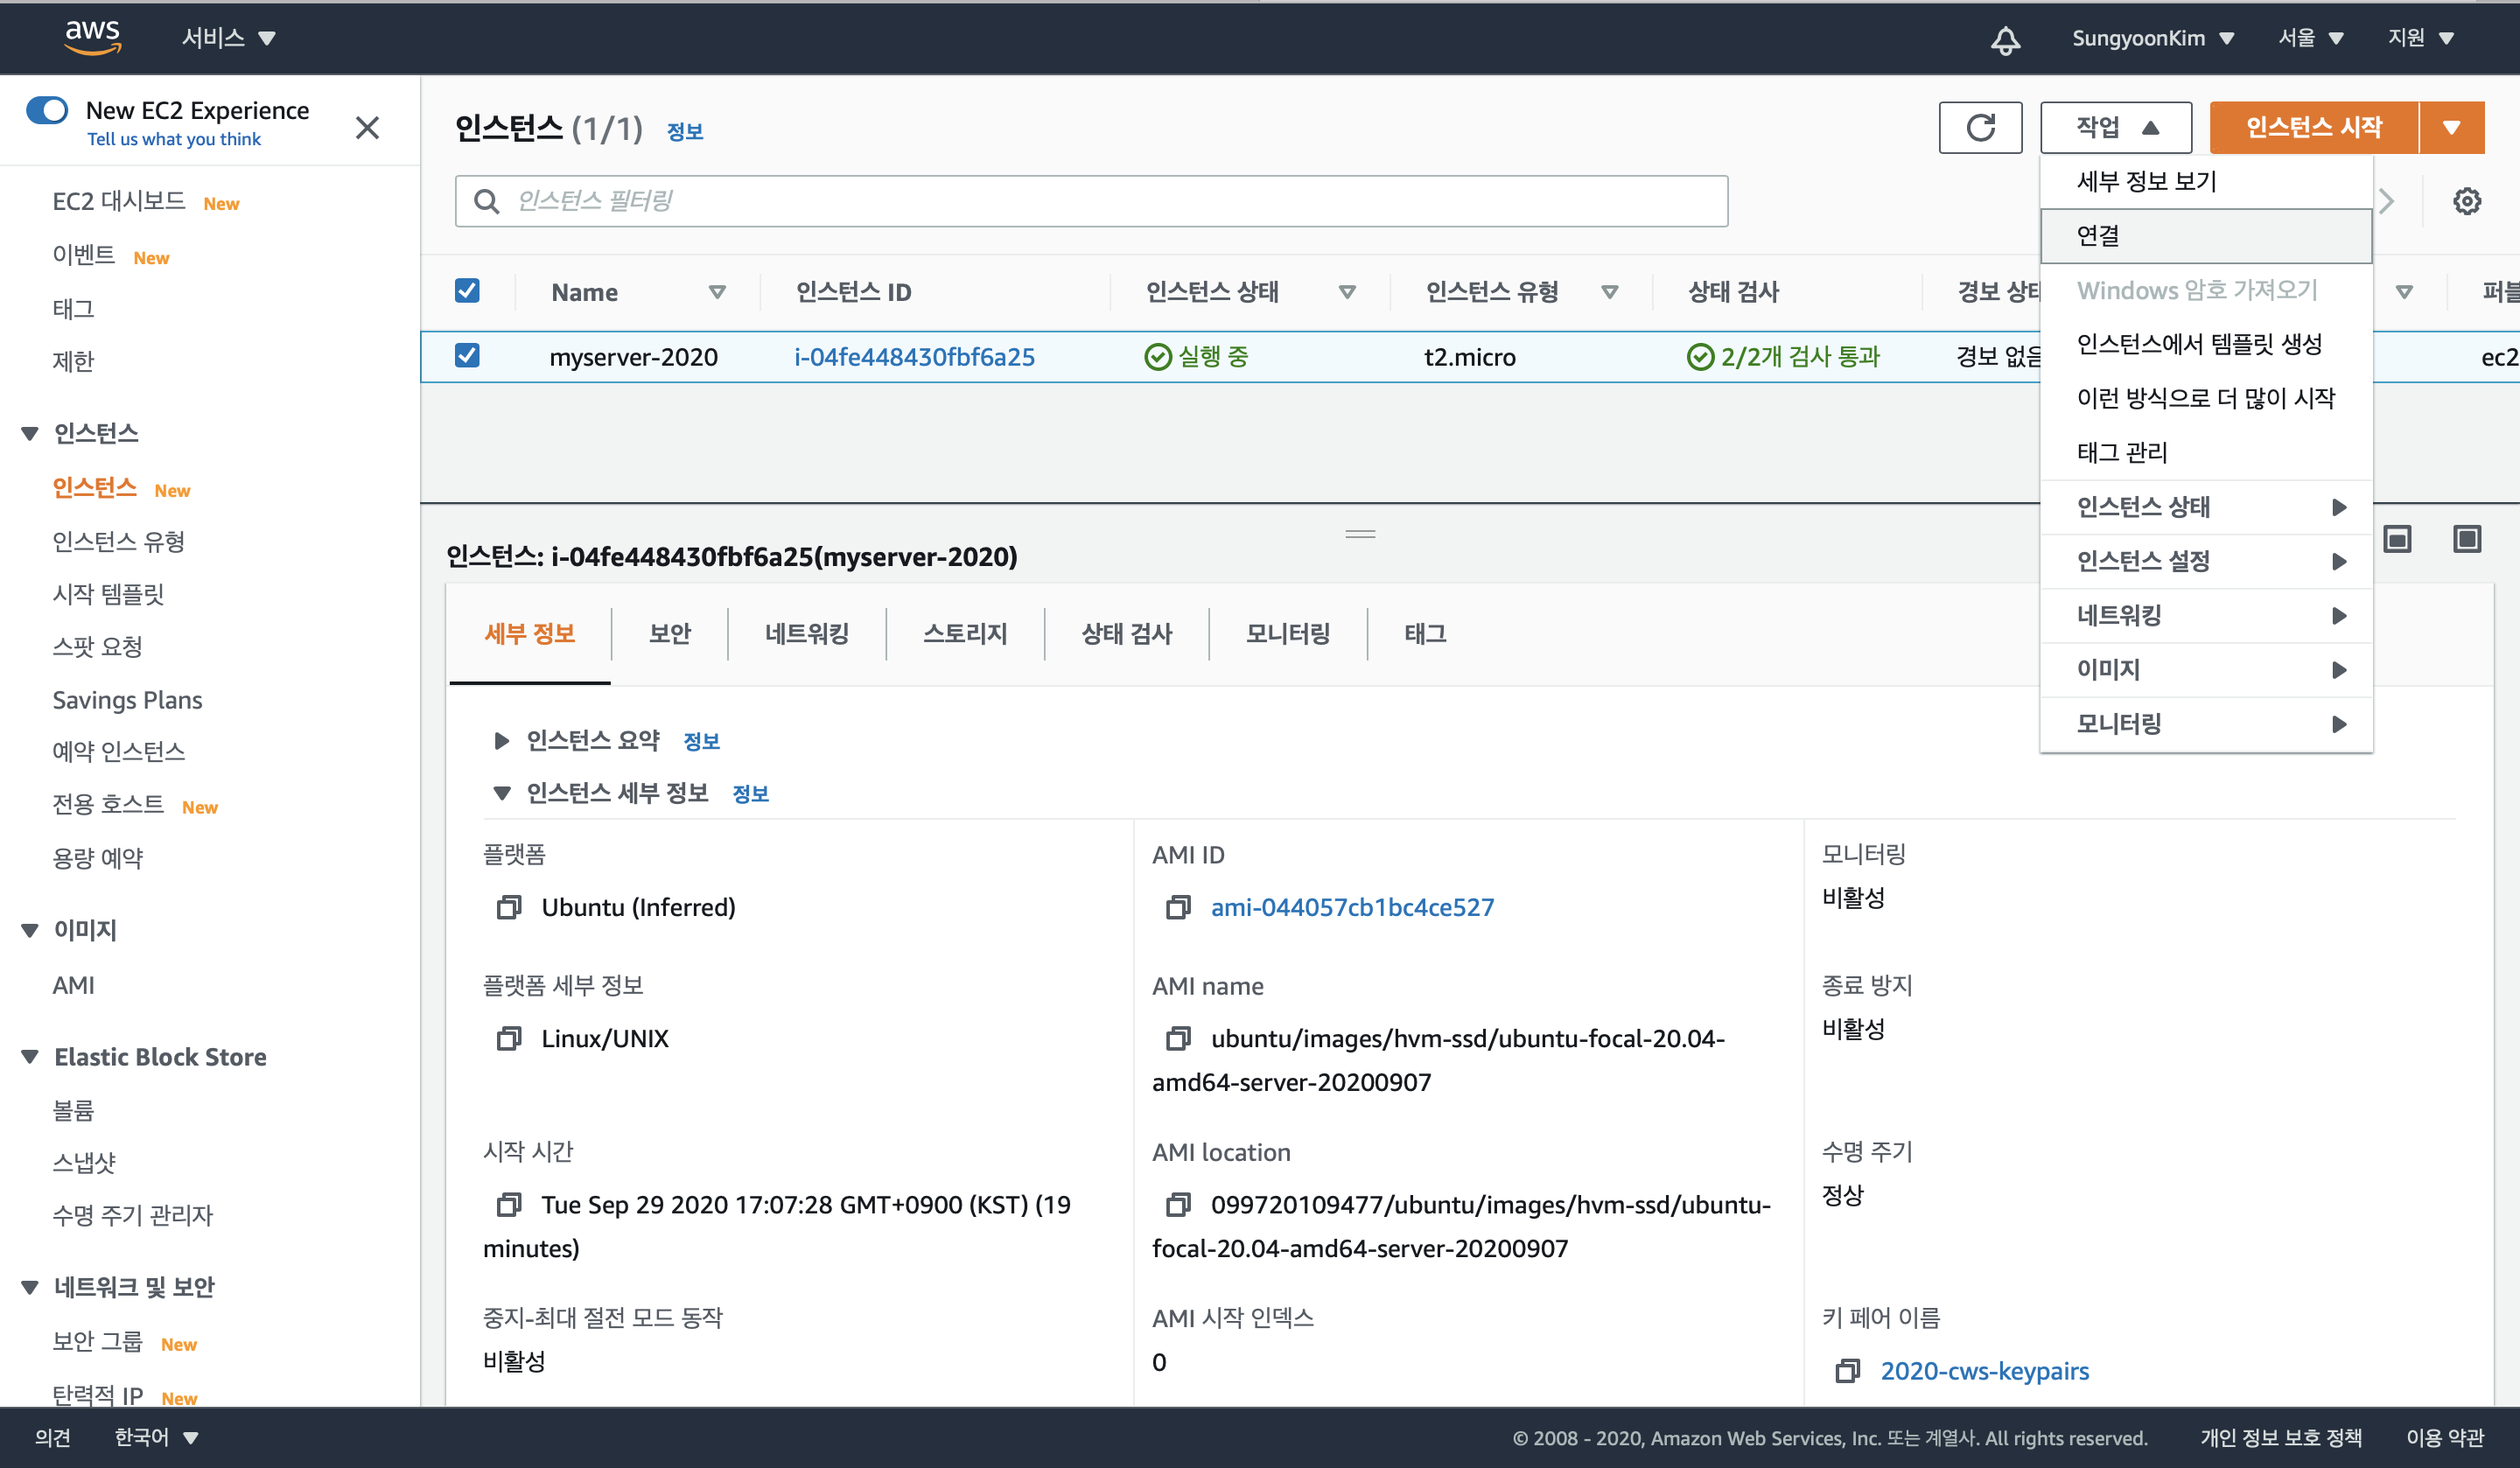 aws
서비스
SungyoonKim
서울
지원
New EC2 Experience
Tell us what you think
EC2 대시보드 New
이벤트 New
태그
제한
인스턴스
인스턴스 New
인스턴스 유형
시작 템플릿
스팟 요청
Savings Plans
예약 인스턴스
전용 호스트 New
용량 예약
이미지
AMI
Elastic Block Store
볼륨
스냅샷
수명 주기 관리자
네트워크 및 보안
보안 그룹 New
탄력적 IP New
인스턴스 (1/1) 정보
작업
인스턴스 시작
인스턴스 필터링
세부 정보 보기
연결
Windows 암호 가져오기
인스턴스에서 템플릿 생성
이런 방식으로 더 많이 시작
태그 관리
인스턴스 상태
인스턴스 설정
네트워킹
이미지
모니터링
Name
인스턴스 ID
인스턴스 상태
인스턴스 유형
상태 검사
경보 상태
퍼블
myserver-2020
i-04fe448430fbf6a25
실행 중
t2.micro
2/2개 검사 통과
경보 없음
ec2
인스턴스: i-04fe448430fbf6a25(myserver-2020)
세부 정보
보안
네트워킹
스토리지
상태 검사
모니터링
태그
인스턴스 요약 정보
인스턴스 세부 정보 정보
플랫폼
Ubuntu (Inferred)
AMI ID
ami-044057cb1bc4ce527
모니터링
비활성
플랫폼 세부 정보
Linux/UNIX
AMI name
ubuntu/images/hvm-ssd/ubuntu-focal-20.04-
amd64-server-20200907
종료 방지
비활성
시작 시간
Tue Sep 29 2020 17:07:28 GMT+0900 (KST) (19
minutes)
AMI location
099720109477/ubuntu/images/hvm-ssd/ubuntu-
focal-20.04-amd64-server-20200907
수명 주기
정상
중지-최대 절전 모드 동작
비활성
AMI 시작 인덱스
0
키 페어 이름
2020-cws-keypairs
의견
한국어
© 2008 - 2020, Amazon Web Services, Inc. 또는 계열사. All rights reserved.
개인 정보 보호 정책
이용 약관